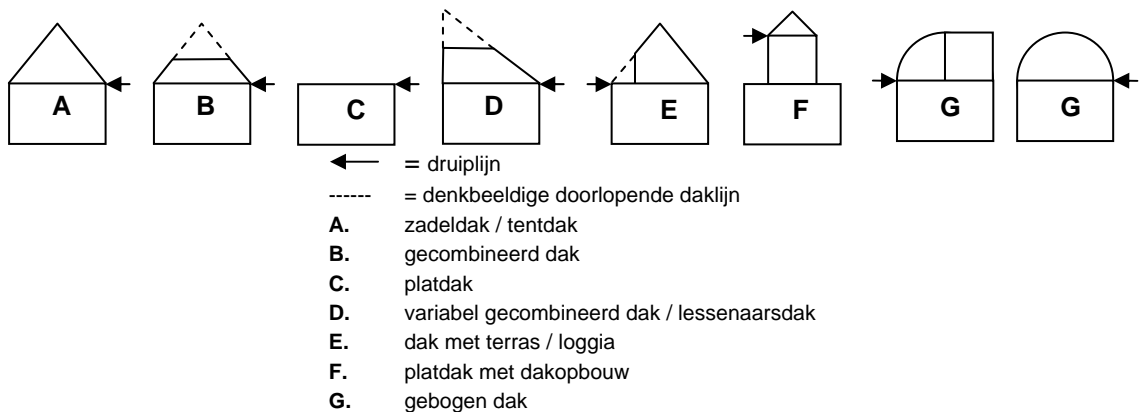 A B C D E F G G
= druiplijn
= denkbeeldige doorlopende daklijn
A. zadeldak / tentdak
B. gecombineerd dak
C. platdak
D. variabel gecombineerd dak / lessenaarsdak
E. dak met terras / loggia
F. platdak met dakopbouw
G. gebogen dak